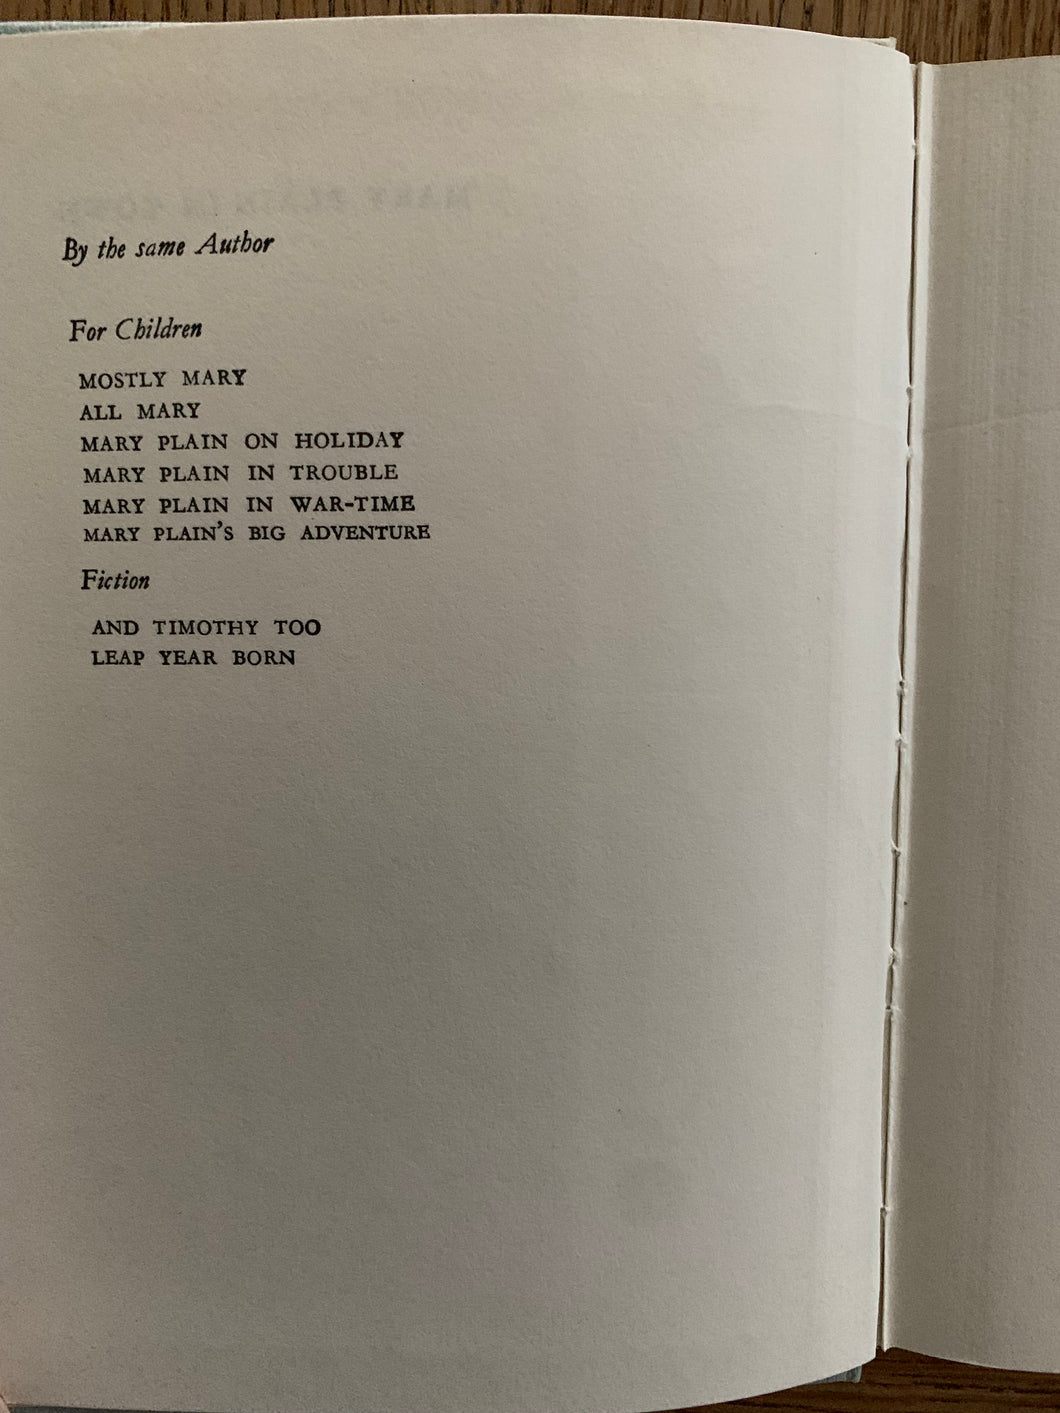 By the same Author
For Children
MOSTLY MARY
ALL MARY
MARY PLAIN ON HOLIDAY
MARY PLAIN IN TROUBLE
MARY PLAIN IN WAR-TIME
MARY PLAIN'S BIG ADVENTURE
Fiction
AND TIMOTHY TOO
LEAP YEAR BORN